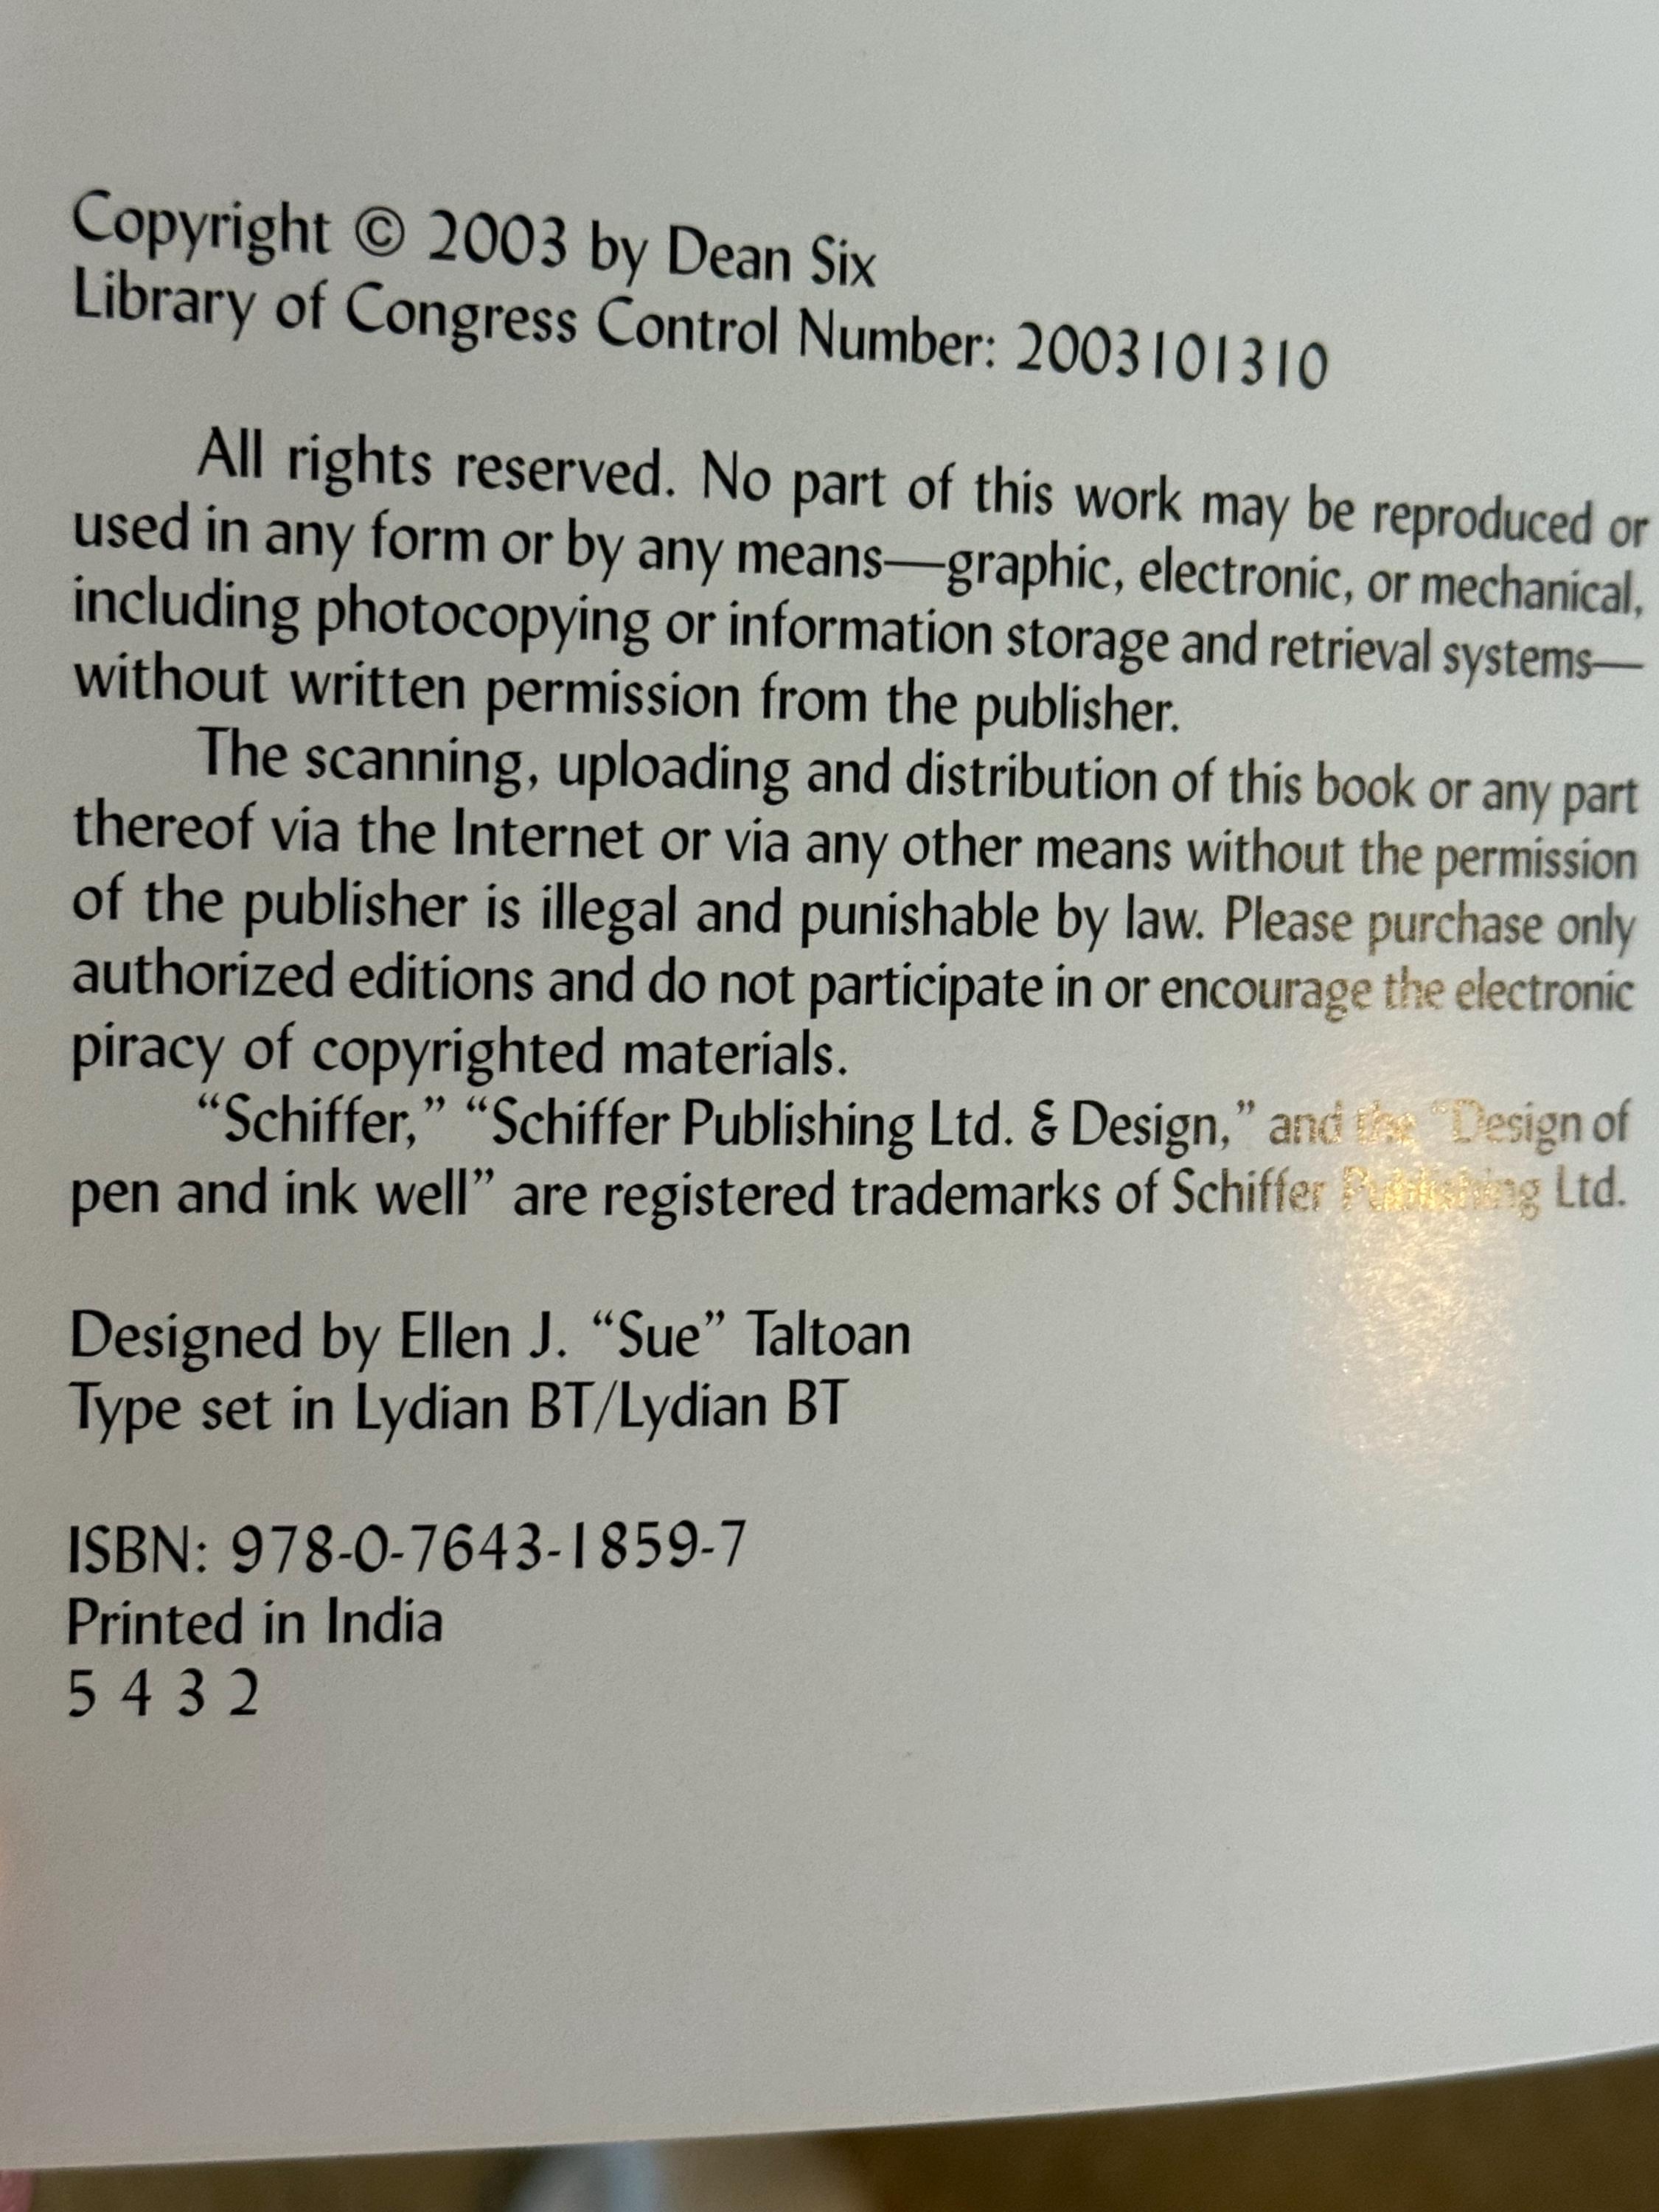 Copyright © 2003 by Dean Six
Library of Congress Control Number: 2003101310
All rights reserved. No part of this work may be reproduced or
used in any form or by any means—graphic, electronic, or mechanical,
including photocopying or information storage and retrieval systems—
without written permission from the publisher.
The scanning, uploading and distribution of this book or any part
thereof via the Internet or via any other means without the permission
of the publisher is illegal and punishable by law. Please purchase only
authorized editions and do not participate in or encourage the electronic
piracy of copyrighted materials.
“Schiffer,” “Schiffer Publishing Ltd. & Design,” and the “Design of
pen and ink well” are registered trademarks of Schiffer Publishing Ltd.
Designed by Ellen J. “Sue” Taltoan
Type set in Lydian BT/Lydian BT
ISBN: 978-0-7643-1859-7
Printed in India
5 4 3 2